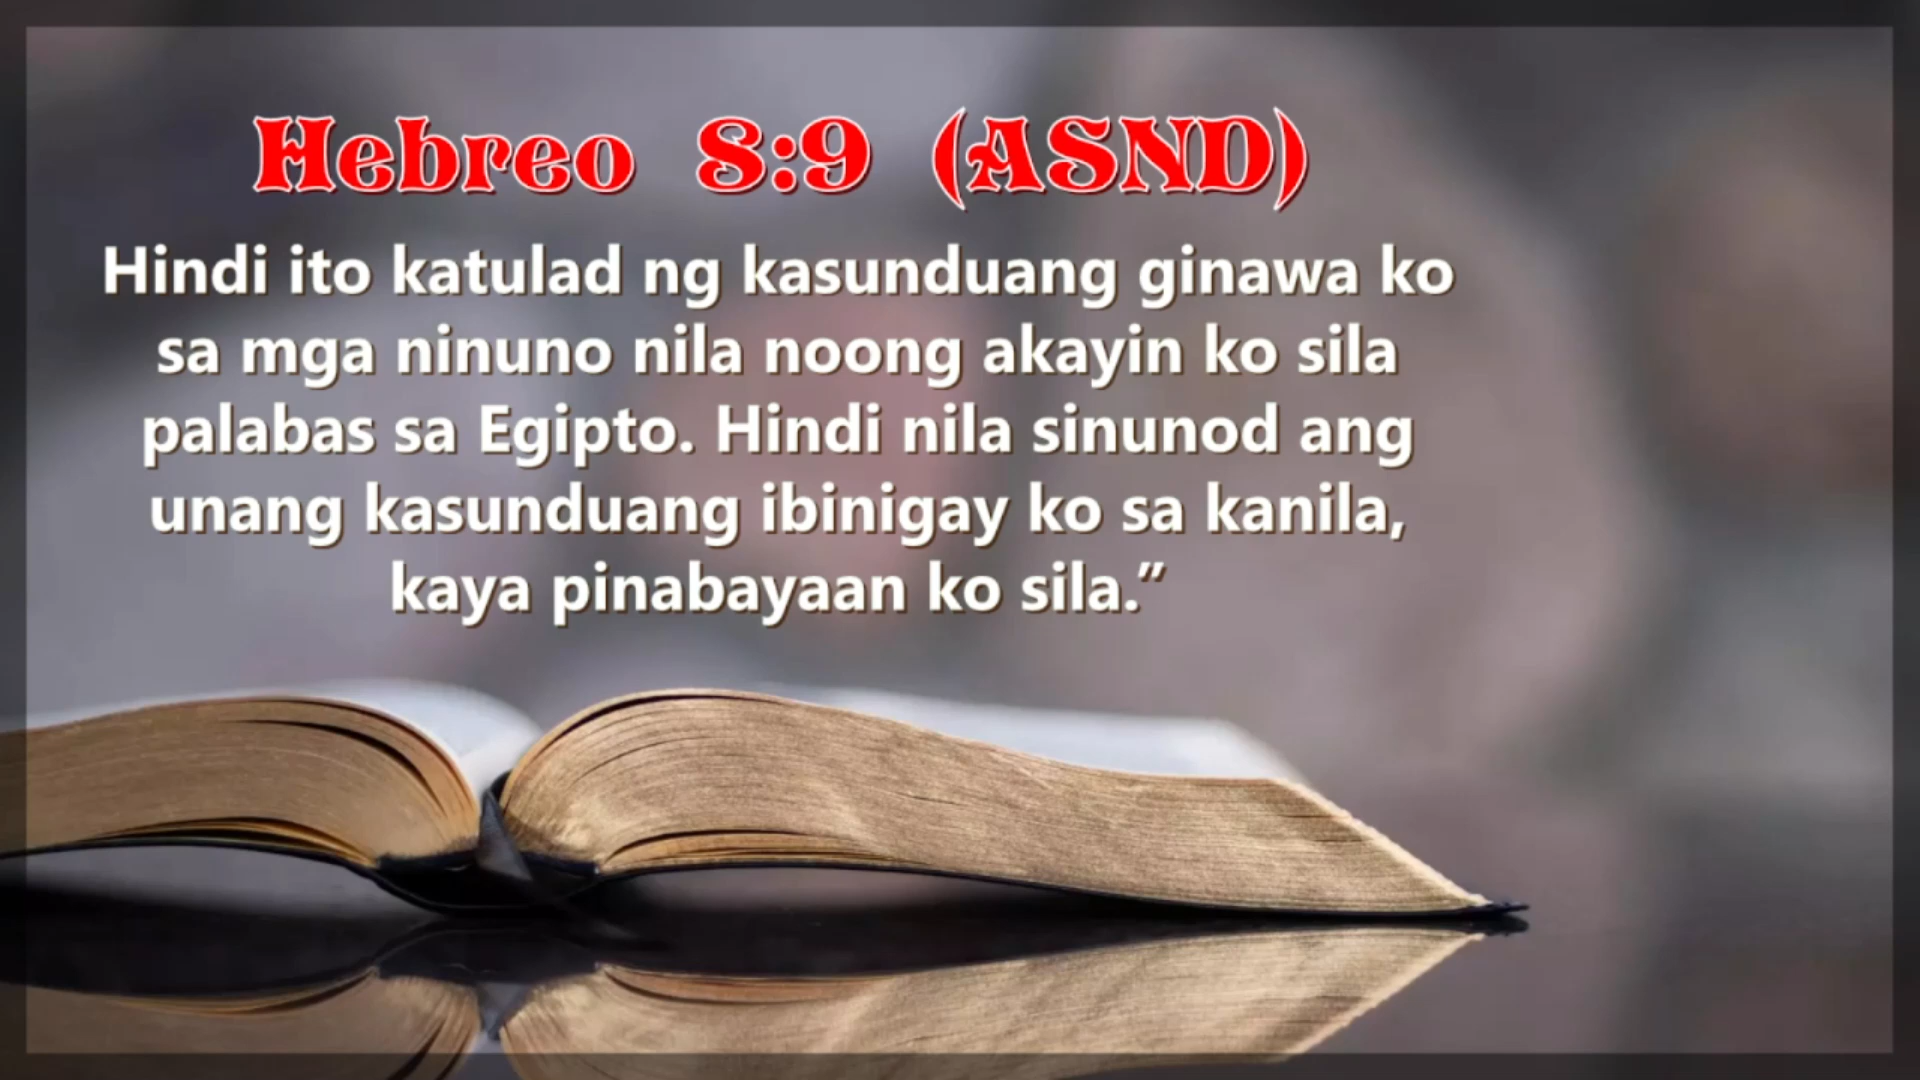 Hebreo 8:9 (ASND)
Hindi ito katulad ng kasunduang ginawa ko
sa mga ninuno nila noong akayin ko sila
palabas sa Egipto. Hindi nila sinunod ang
unang kasunduang ibinigay ko sa kanila,
kaya pinabayaan ko sila.”